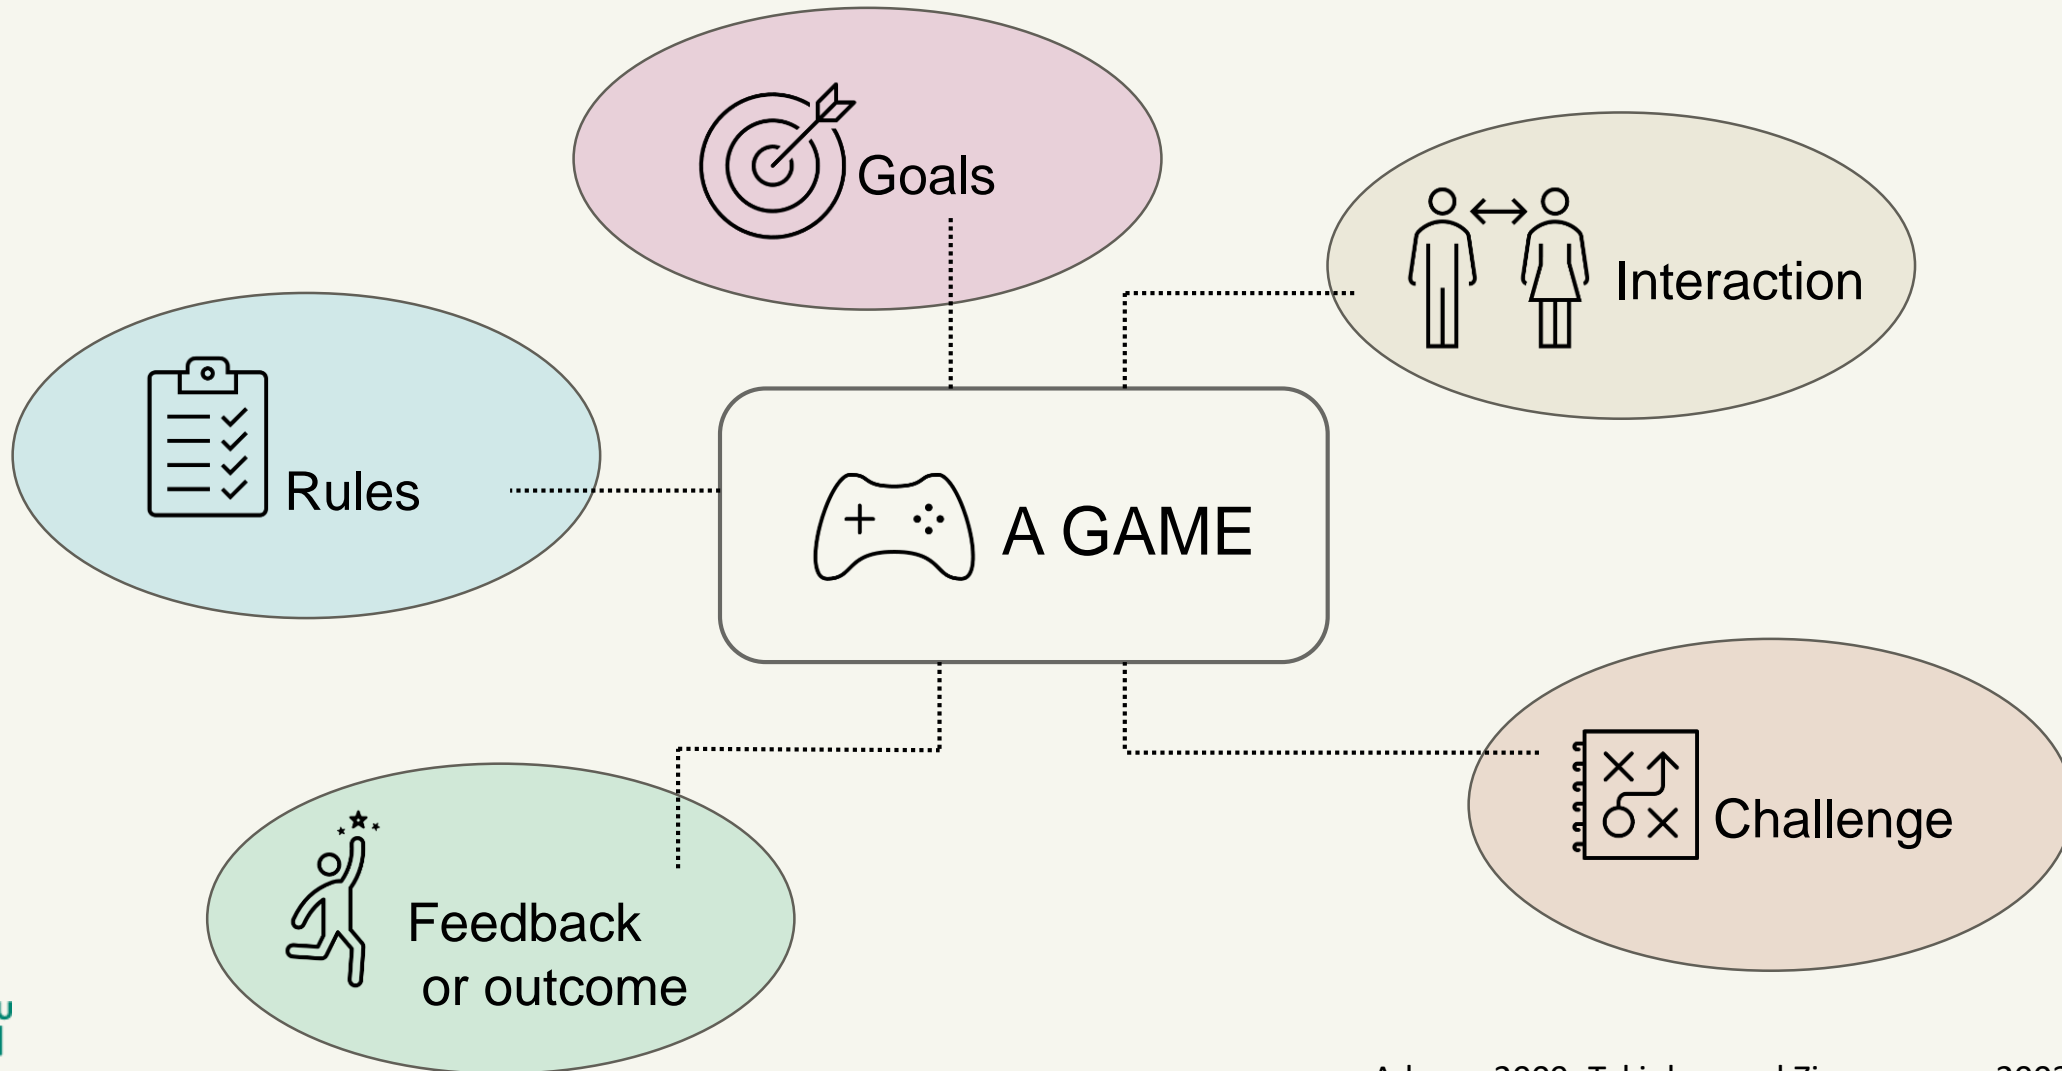 Goals
Interaction
Rules
A GAME
Challenge
Feedback
or outcome